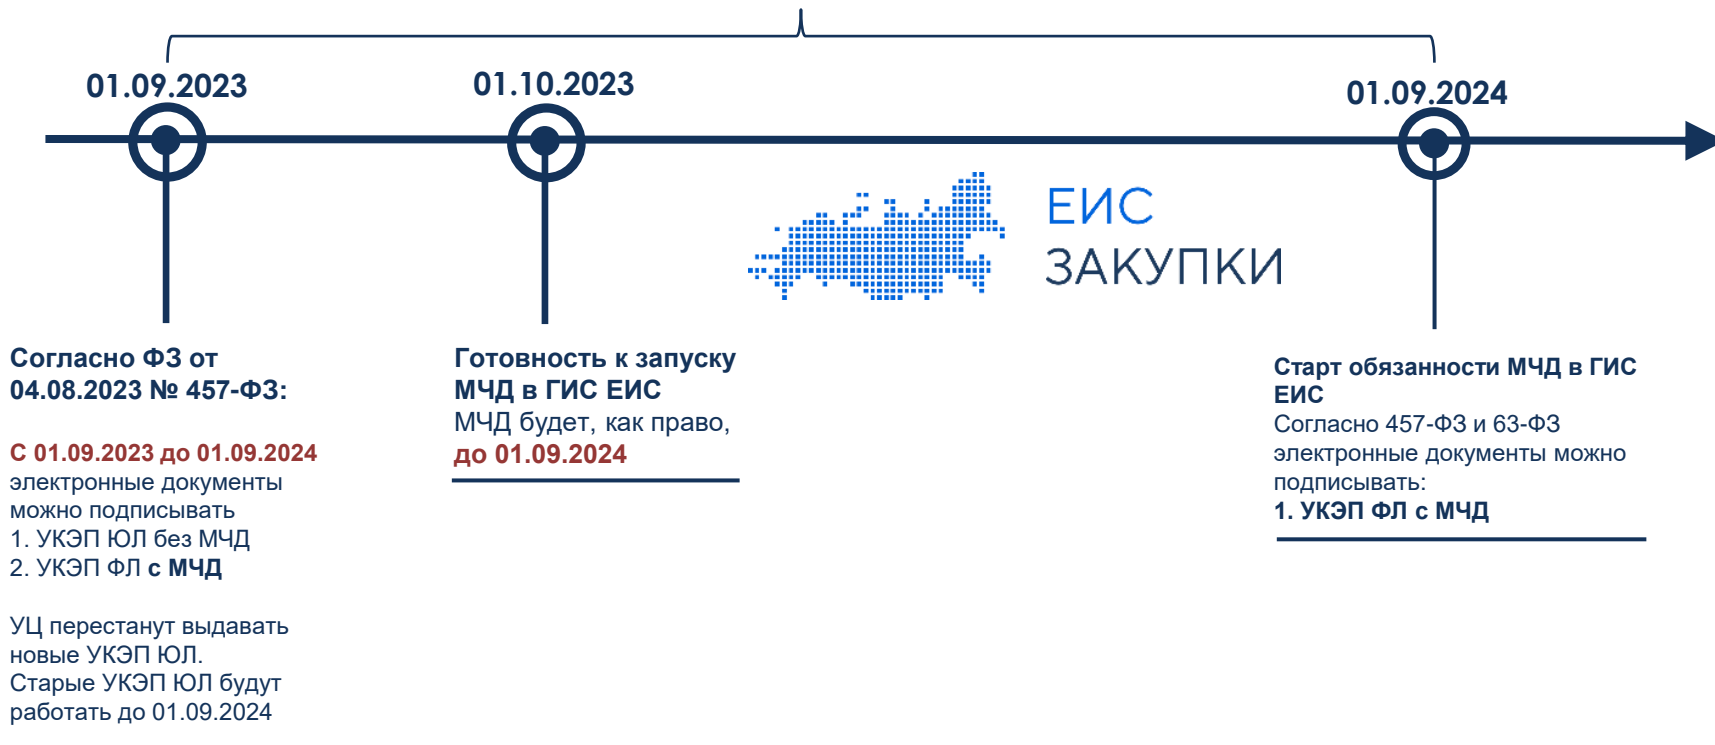 01.09.2023
01.10.2023
01.09.2024
ЕИС
ЗАКУПКИ
Согласно ФЗ от
04.08.2023 № 457-ФЗ:
С 01.09.2023 до 01.09.2024
электронные документы
можно подписывать
1. УКЭП ЮЛ без МЧД
2. УКЭП ФЛ с МЧД
УЦ перестанут выдавать
новые УКЭП ЮЛ.
Старые УКЭП ЮЛ будут
работать до 01.09.2024
Готовность к запуску
МЧД в ГИС ЕИС
МЧД будет, как право,
до 01.09.2024
Старт обязанности МЧД в ГИС
ЕИС
Согласно 457-ФЗ и 63-ФЗ
электронные документы можно
подписывать:
1. УКЭП ФЛ с МЧД